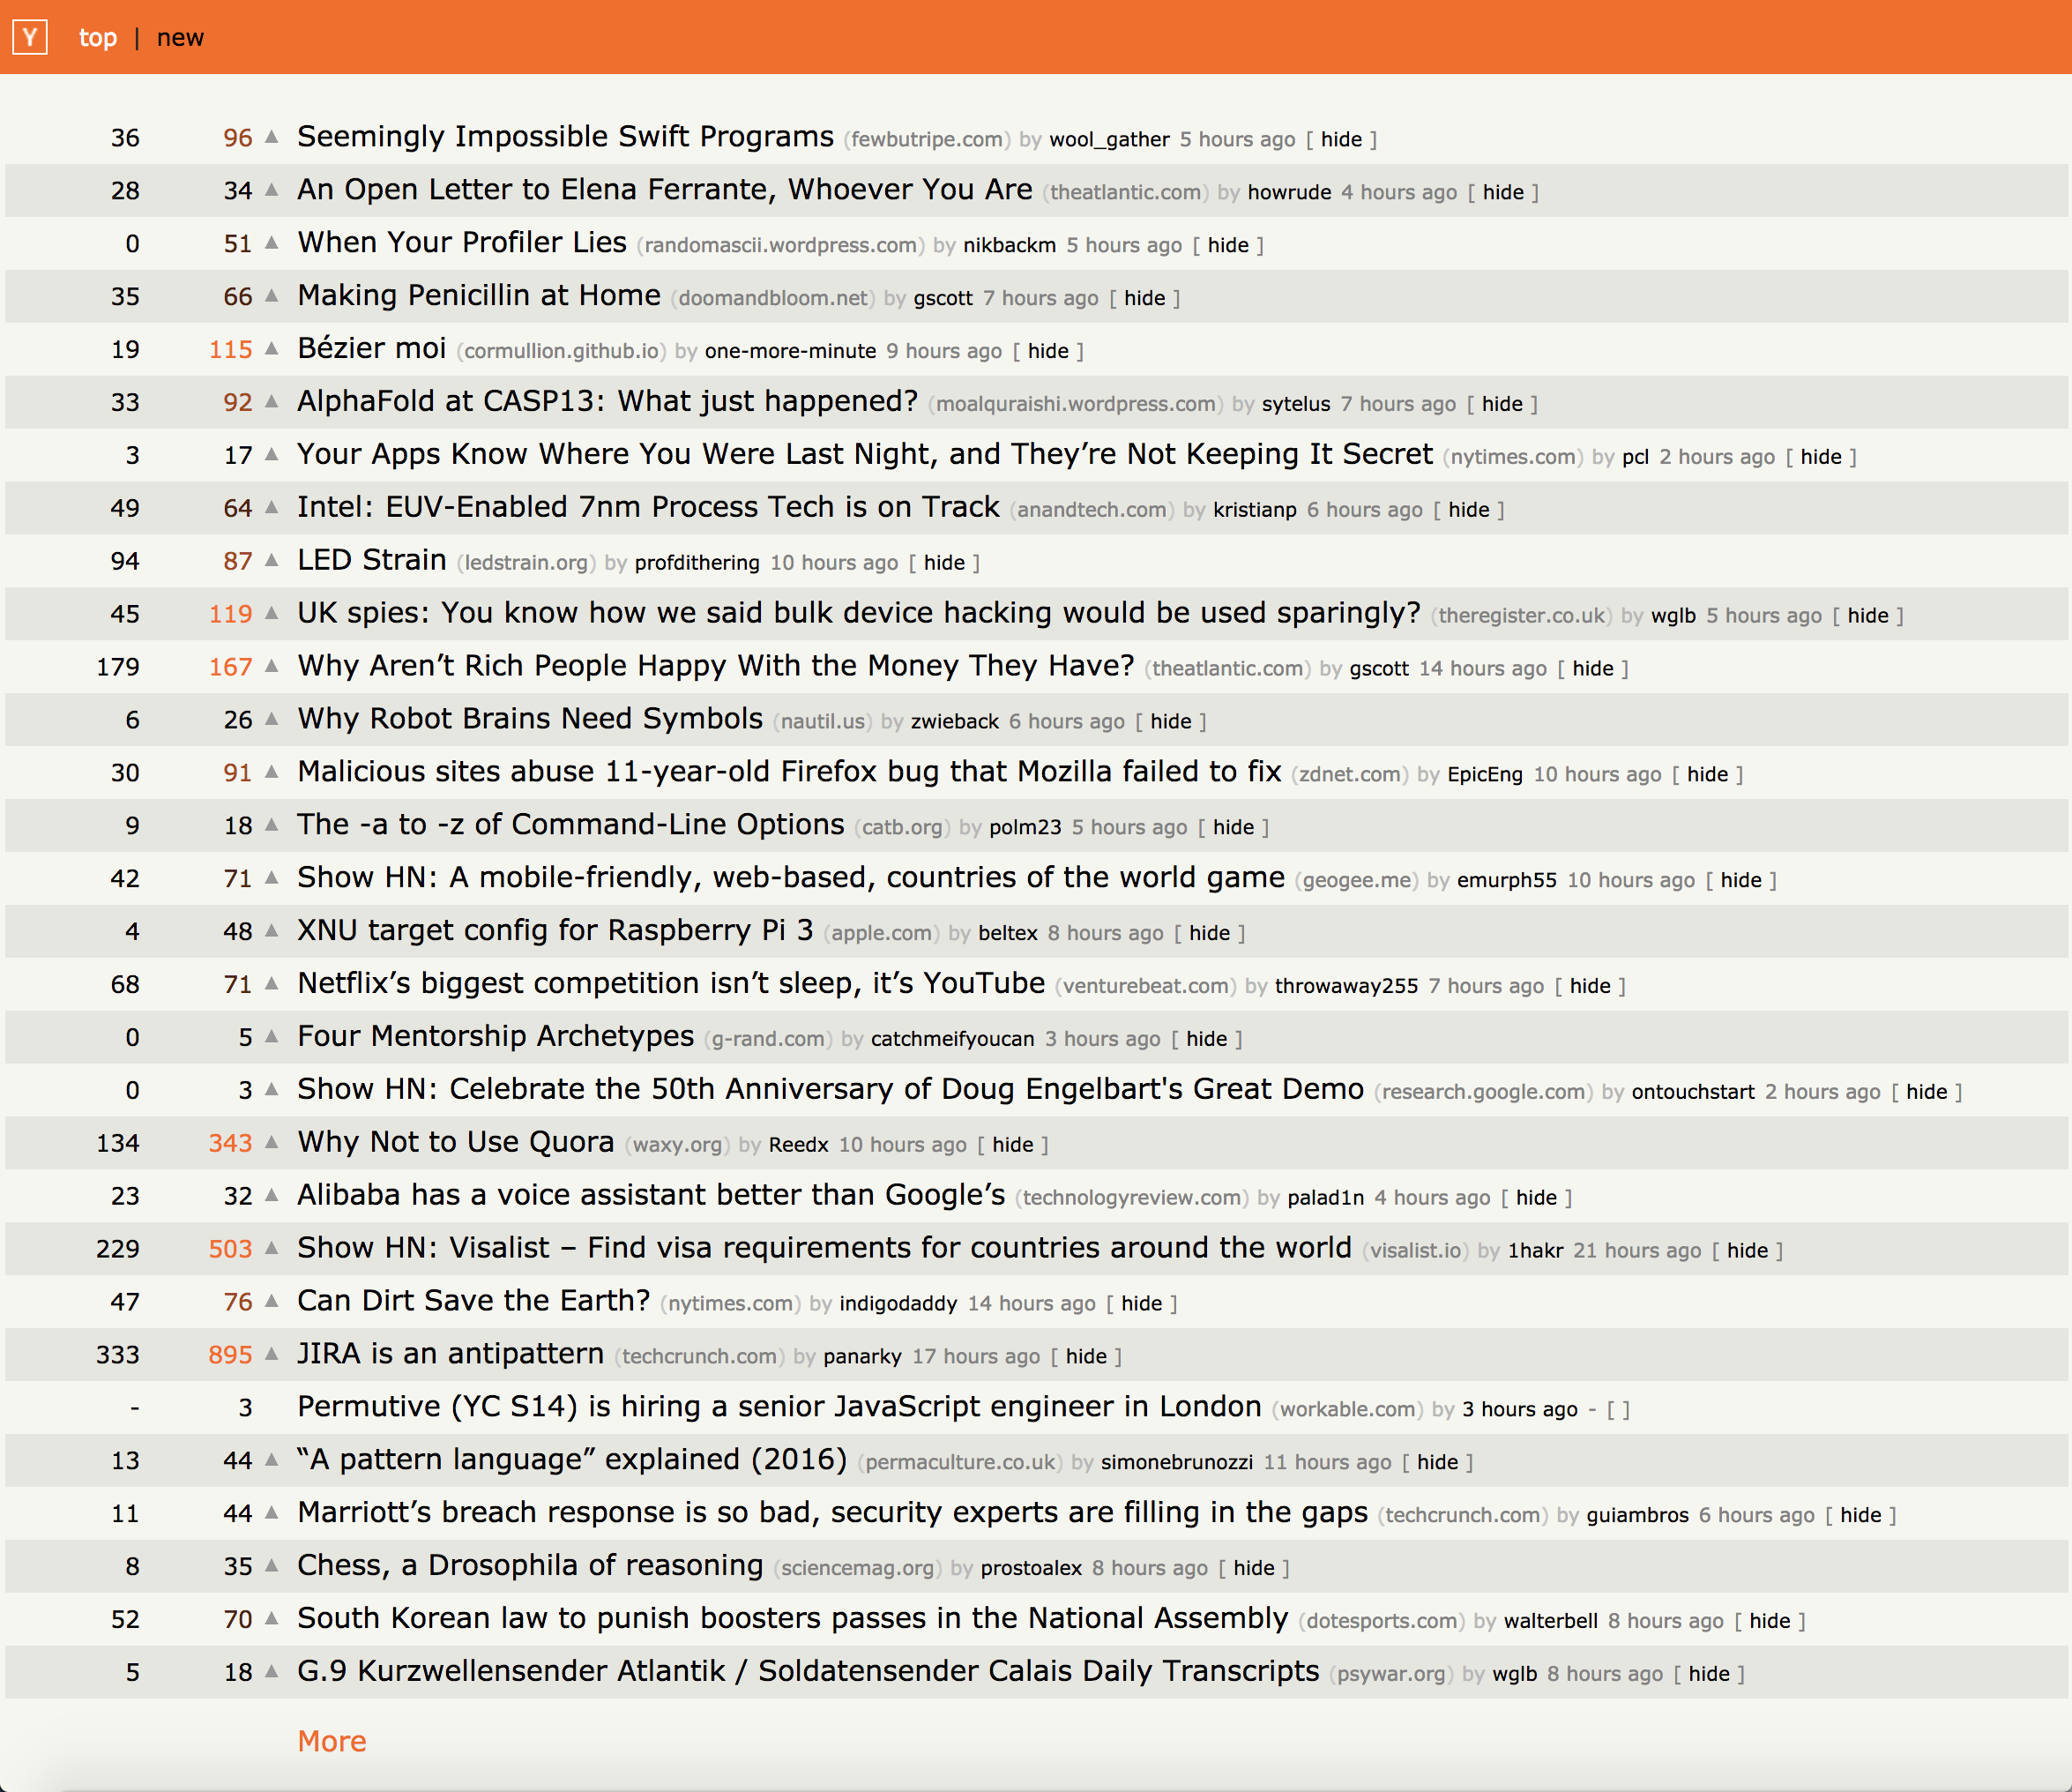 Y top | new
36 96 ▲ Seemingly Impossible Swift Programs (fewbutripe.com) by wool_gather 5 hours ago [ hide ]
28 34 ▲ An Open Letter to Elena Ferrante, Whoever You Are (theatlantic.com) by howrude 4 hours ago [ hide ]
0 51 ▲ When Your Profiler Lies (randomascii.wordpress.com) by nikbackm 5 hours ago [ hide ]
35 66 ▲ Making Penicillin at Home (doomandbloom.net) by gscott 7 hours ago [ hide ]
19 115 ▲ Bézier moi (cormullion.github.io) by one-more-minute 9 hours ago [ hide ]
33 92 ▲ AlphaFold at CASP13: What just happened? (moalquraishi.wordpress.com) by sytelus 7 hours ago [ hide ]
3 17 ▲ Your Apps Know Where You Were Last Night, and They’re Not Keeping It Secret (nytimes.com) by pcl 2 hours ago [ hide ]
49 64 ▲ Intel: EUV-Enabled 7nm Process Tech is on Track (anandtech.com) by kristianp 6 hours ago [ hide ]
94 87 ▲ LED Strain (ledstrain.org) by profdithering 10 hours ago [ hide ]
45 119 ▲ UK spies: You know how we said bulk device hacking would be used sparingly? (theregister.co.uk) by wglb 5 hours ago [ hide ]
179 167 ▲ Why Aren’t Rich People Happy With the Money They Have? (theatlantic.com) by gscott 14 hours ago [ hide ]
6 26 ▲ Why Robot Brains Need Symbols (nautil.us) by zwieback 6 hours ago [ hide ]
30 91 ▲ Malicious sites abuse 11-year-old Firefox bug that Mozilla failed to fix (zdnet.com) by EpicEng 10 hours ago [ hide ]
9 18 ▲ The -a to -z of Command-Line Options (catb.org) by polm23 5 hours ago [ hide ]
42 71 ▲ Show HN: A mobile-friendly, web-based, countries of the world game (geogee.me) by emurph55 10 hours ago [ hide ]
4 48 ▲ XNU target config for Raspberry Pi 3 (apple.com) by beltex 8 hours ago [ hide ]
68 71 ▲ Netflix’s biggest competition isn’t sleep, it’s YouTube (venturebeat.com) by throwaway255 7 hours ago [ hide ]
0 5 ▲ Four Mentorship Archetypes (g-rand.com) by catchmeifyoucan 3 hours ago [ hide ]
0 3 ▲ Show HN: Celebrate the 50th Anniversary of Doug Engelbart's Great Demo (research.google.com) by ontouchstart 2 hours ago [ hide ]
134 343 ▲ Why Not to Use Quora (waxy.org) by Reedx 10 hours ago [ hide ]
23 32 ▲ Alibaba has a voice assistant better than Google’s (technologyreview.com) by palad1n 4 hours ago [ hide ]
229 503 ▲ Show HN: Visalist – Find visa requirements for countries around the world (visalist.io) by 1hakr 21 hours ago [ hide ]
47 76 ▲ Can Dirt Save the Earth? (nytimes.com) by indigodaddy 14 hours ago [ hide ]
333 895 ▲ JIRA is an antipattern (techcrunch.com) by panarky 17 hours ago [ hide ]
- 3 Permutive (YC S14) is hiring a senior JavaScript engineer in London (workable.com) by 3 hours ago - [ ]
13 44 ▲ “A pattern language” explained (2016) (permaculture.co.uk) by simonebrunozzi 11 hours ago [ hide ]
11 44 ▲ Marriott’s breach response is so bad, security experts are filling in the gaps (techcrunch.com) by guiambros 6 hours ago [ hide ]
8 35 ▲ Chess, a Drosophila of reasoning (sciencemag.org) by prostoalex 8 hours ago [ hide ]
52 70 ▲ South Korean law to punish boosters passes in the National Assembly (dotesports.com) by walterbell 8 hours ago [ hide ]
5 18 ▲ G.9 Kurzwellensender Atlantik / Soldatensender Calais Daily Transcripts (psywar.org) by wglb 8 hours ago [ hide ]
More